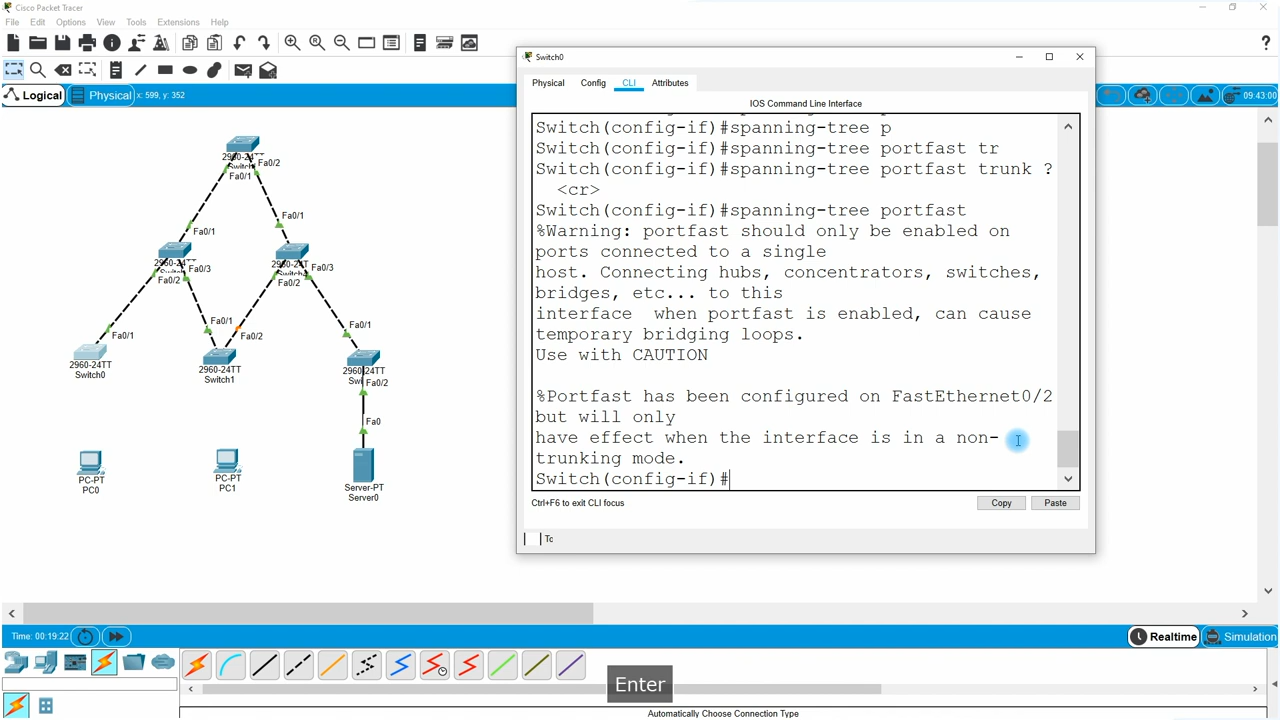 Cisco Packet Tracer
File Edit Options View Tools Extensions Help
?
Logical Physical x: 599, y: 352
09:43:00
Switch0
Physical Config CLI Attributes
IOS Command Line Interface
Switch(config-if)#spanning-tree p
Switch(config-if)#spanning-tree portfast tr
Switch(config-if)#spanning-tree portfast trunk ?
<cr>
Switch(config-if)#spanning-tree portfast
%Warning: portfast should only be enabled on
ports connected to a single
host. Connecting hubs, concentrators, switches,
bridges, etc... to this
interface when portfast is enabled, can cause
temporary bridging loops.
Use with CAUTION
%Portfast has been configured on FastEthernet0/2
but will only
have effect when the interface is in a non-
trunking mode.
Switch(config-if)#
Ctrl+F6 to exit CLI focus
Copy Paste
Fa0/2
Fa0/1
Fa0/1
Fa0/1
Fa0/3
Fa0/2
Fa0/3
Fa0/2
Fa0/1
Fa0/1
Fa0/2
Fa0/1
2960-24TT
Switch0
2960-24TT
Switch1
2960-24TT
Fa0/2
Fa0
PC-PT
PC0
PC-PT
PC1
Server-PT
Server0
Time: 00:19:22
Realtime Simulation
Enter
Automatically Choose Connection Type